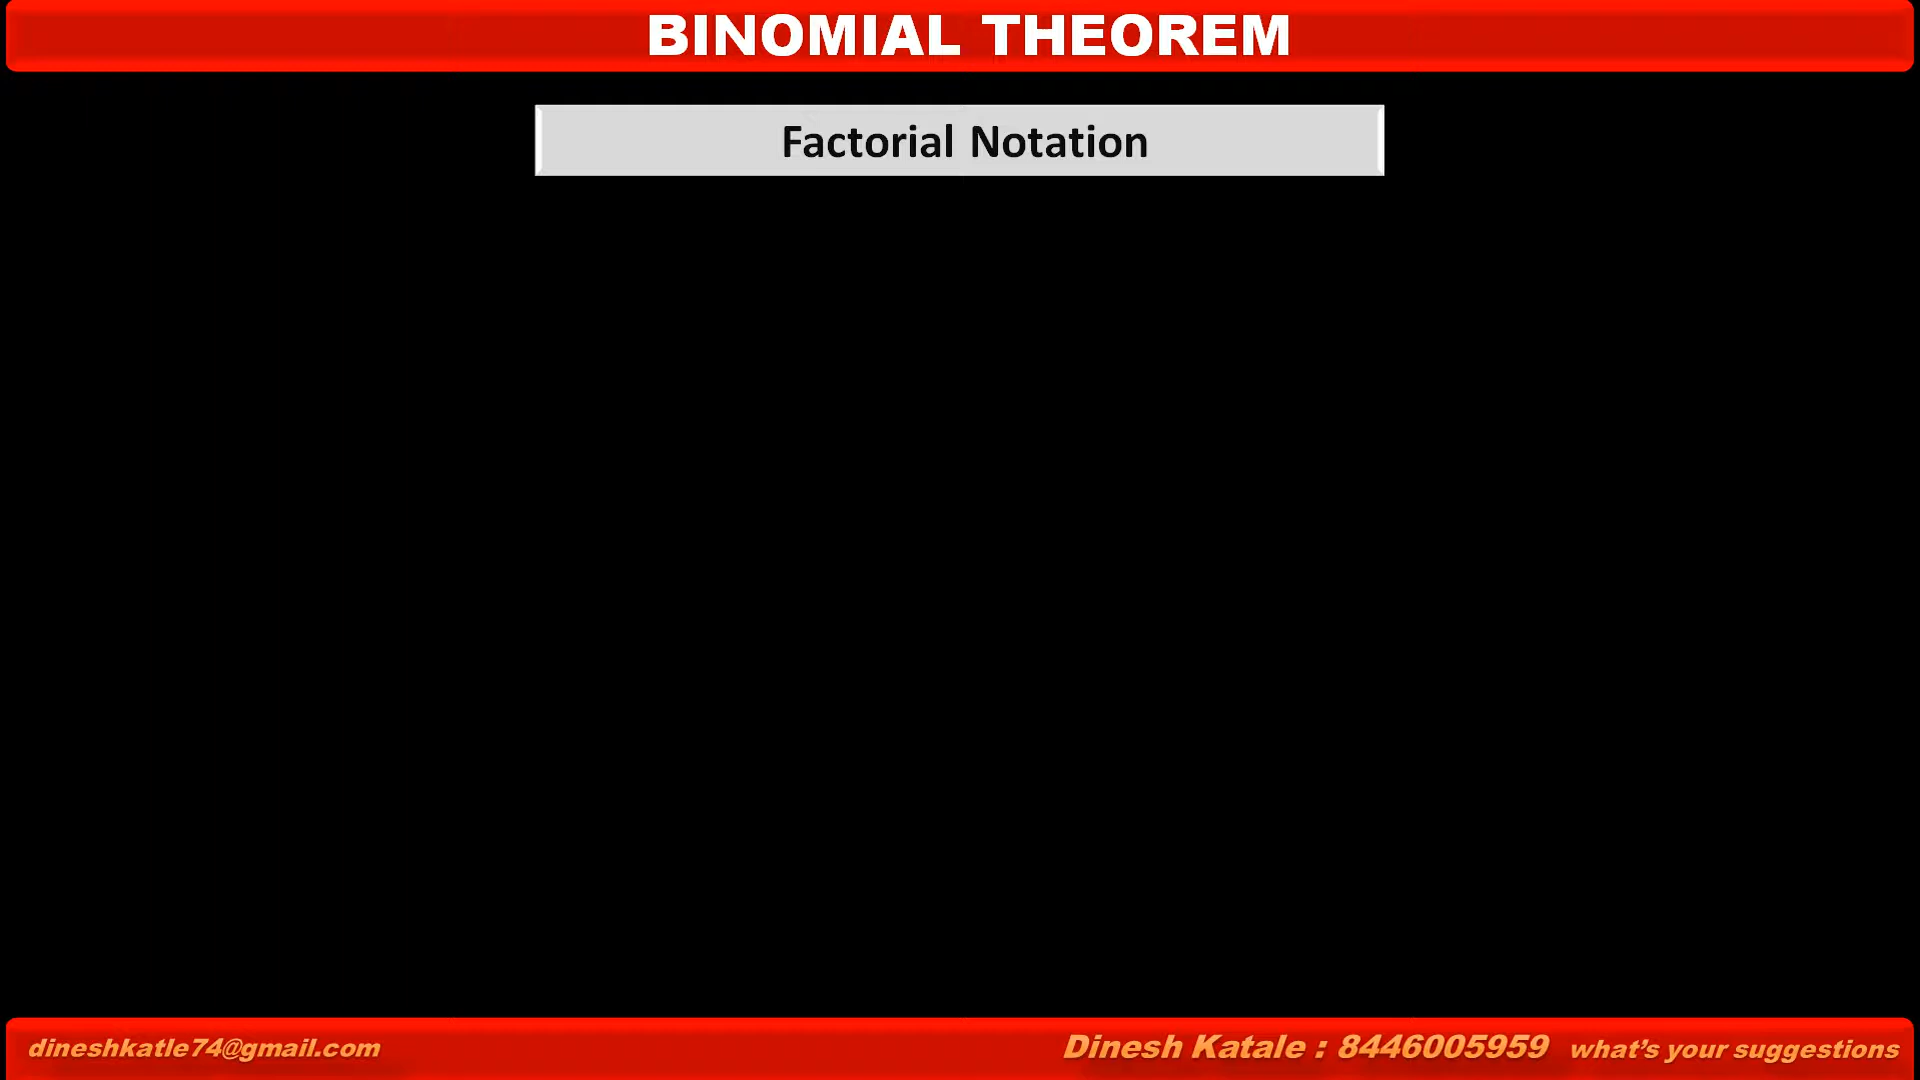 BINOMIAL THEOREM
Factorial Notation
dineshkatle74@gmail.com Dinesh Katale : 8446005959 what's your suggestions